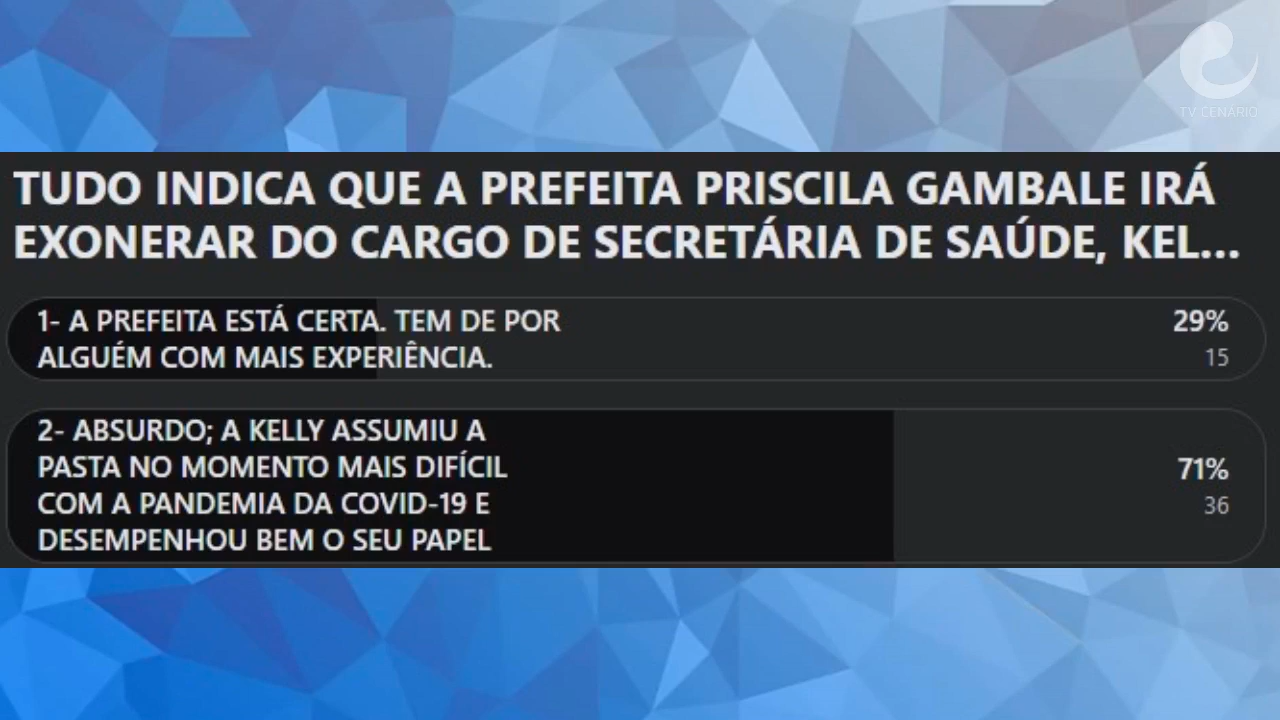 TV CENÁRIO
TUDO INDICA QUE A PREFEITA PRISCILA GAMBALE IRÁ
EXONERAR DO CARGO DE SECRETÁRIA DE SAÚDE, KEL...
1- A PREFEITA ESTÁ CERTA. TEM DE POR
ALGUÉM COM MAIS EXPERIÊNCIA.
29%
15
2- ABSURDO; A KELLY ASSUMIU A
PASTA NO MOMENTO MAIS DIFÍCIL
COM A PANDEMIA DA COVID-19 E
DESEMPENHOU BEM O SEU PAPEL
71%
36